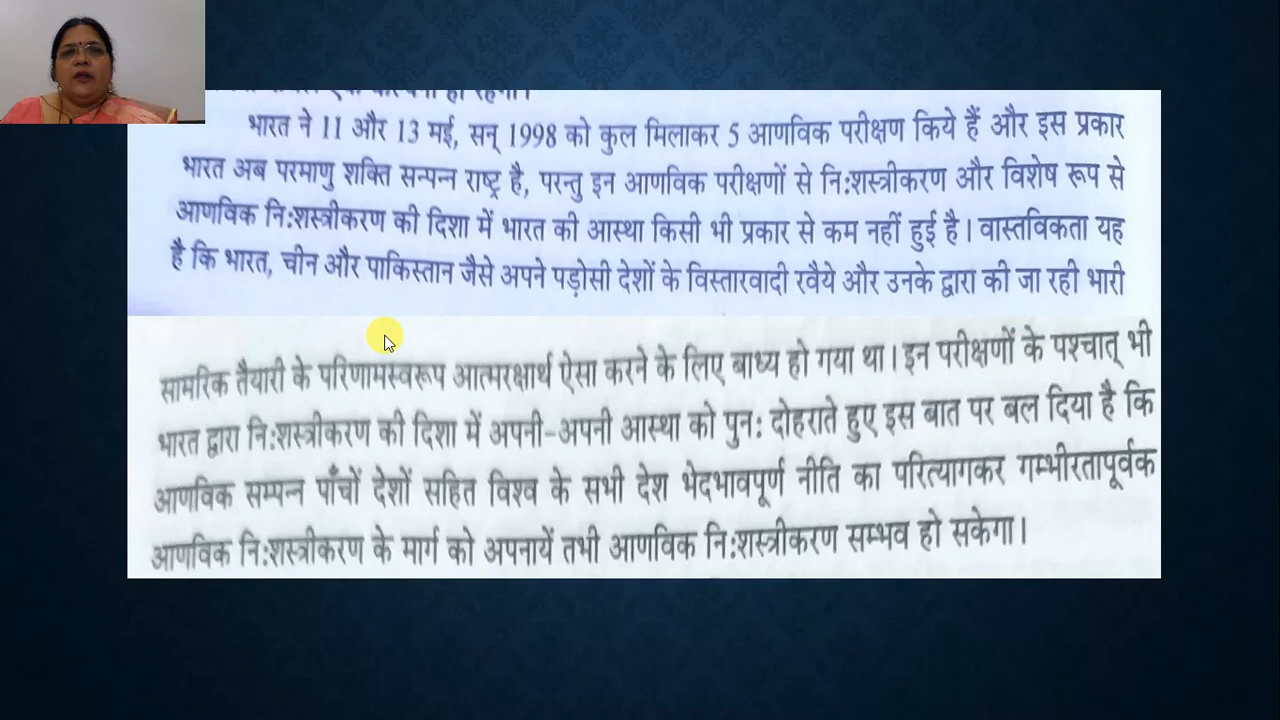 भारत ने 11 और 13 मई, सन् 1998 को कुल मिलाकर 5 आणविक परीक्षण किये हैं और इस प्रकार
भारत अब परमाणु शक्ति सन्पन्न राष्ट्र है, परन्तु इन आणविक परीक्षणों से नि:शस्त्रीकरण और विशेष रूप से
आणविक नि:शस्त्रीकरण की दिशा में भारत की आस्था किसी भी प्रकार से कम नहीं हुई है। वास्तविकता यह
है कि भारत, चीन और पाकिस्तान जैसे अपने पड़ोसी देशों के विस्तारवादी रवैये और उनके द्वारा की जा रही भारी
सामरिक तैयारी के परिणामस्वरूप आत्मरक्षार्थ ऐसा करने के लिए बाध्य हो गया था। इन परीक्षणों के पश्चात् भी
भारत द्वारा नि:शस्त्रीकरण की दिशा में अपनी-अपनी आस्था को पुन: दोहराते हुए इस बात पर बल दिया है कि
आणविक सम्पन्न पाँचों देशों सहित विश्व के सभी देश भेदभावपूर्ण नीति का परित्यागकर गम्भीरतापूर्वक
आणविक नि:शस्त्रीकरण के मार्ग को अपनायें तभी आणविक नि:शस्त्रीकरण सम्भव हो सकेगा।